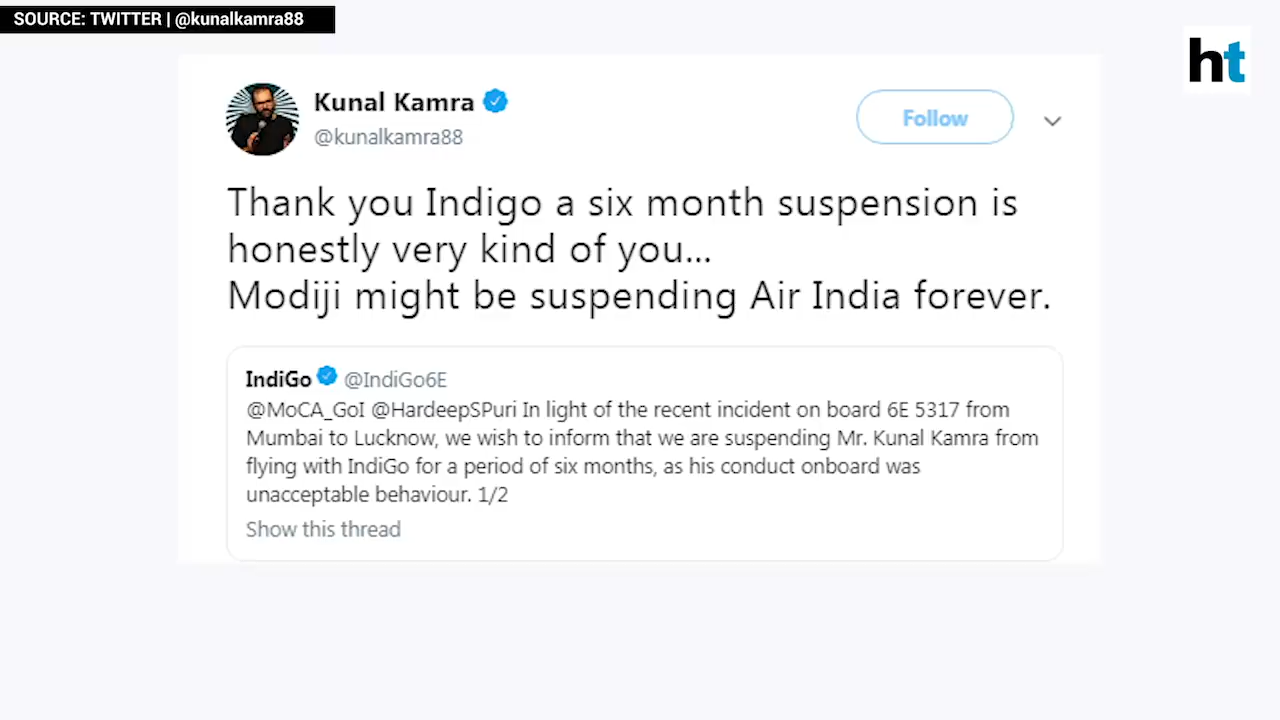 SOURCE: TWITTER | @kunalkamra88
ht
Kunal Kamra
@kunalkamra88
Follow
Thank you Indigo a six month suspension is
honestly very kind of you...
Modiji might be suspending Air India forever.
IndiGo @IndiGo6E
@MoCA_GoI @HardeepSPuri In light of the recent incident on board 6E 5317 from
Mumbai to Lucknow, we wish to inform that we are suspending Mr. Kunal Kamra from
flying with IndiGo for a period of six months, as his conduct onboard was
unacceptable behaviour. 1/2
Show this thread